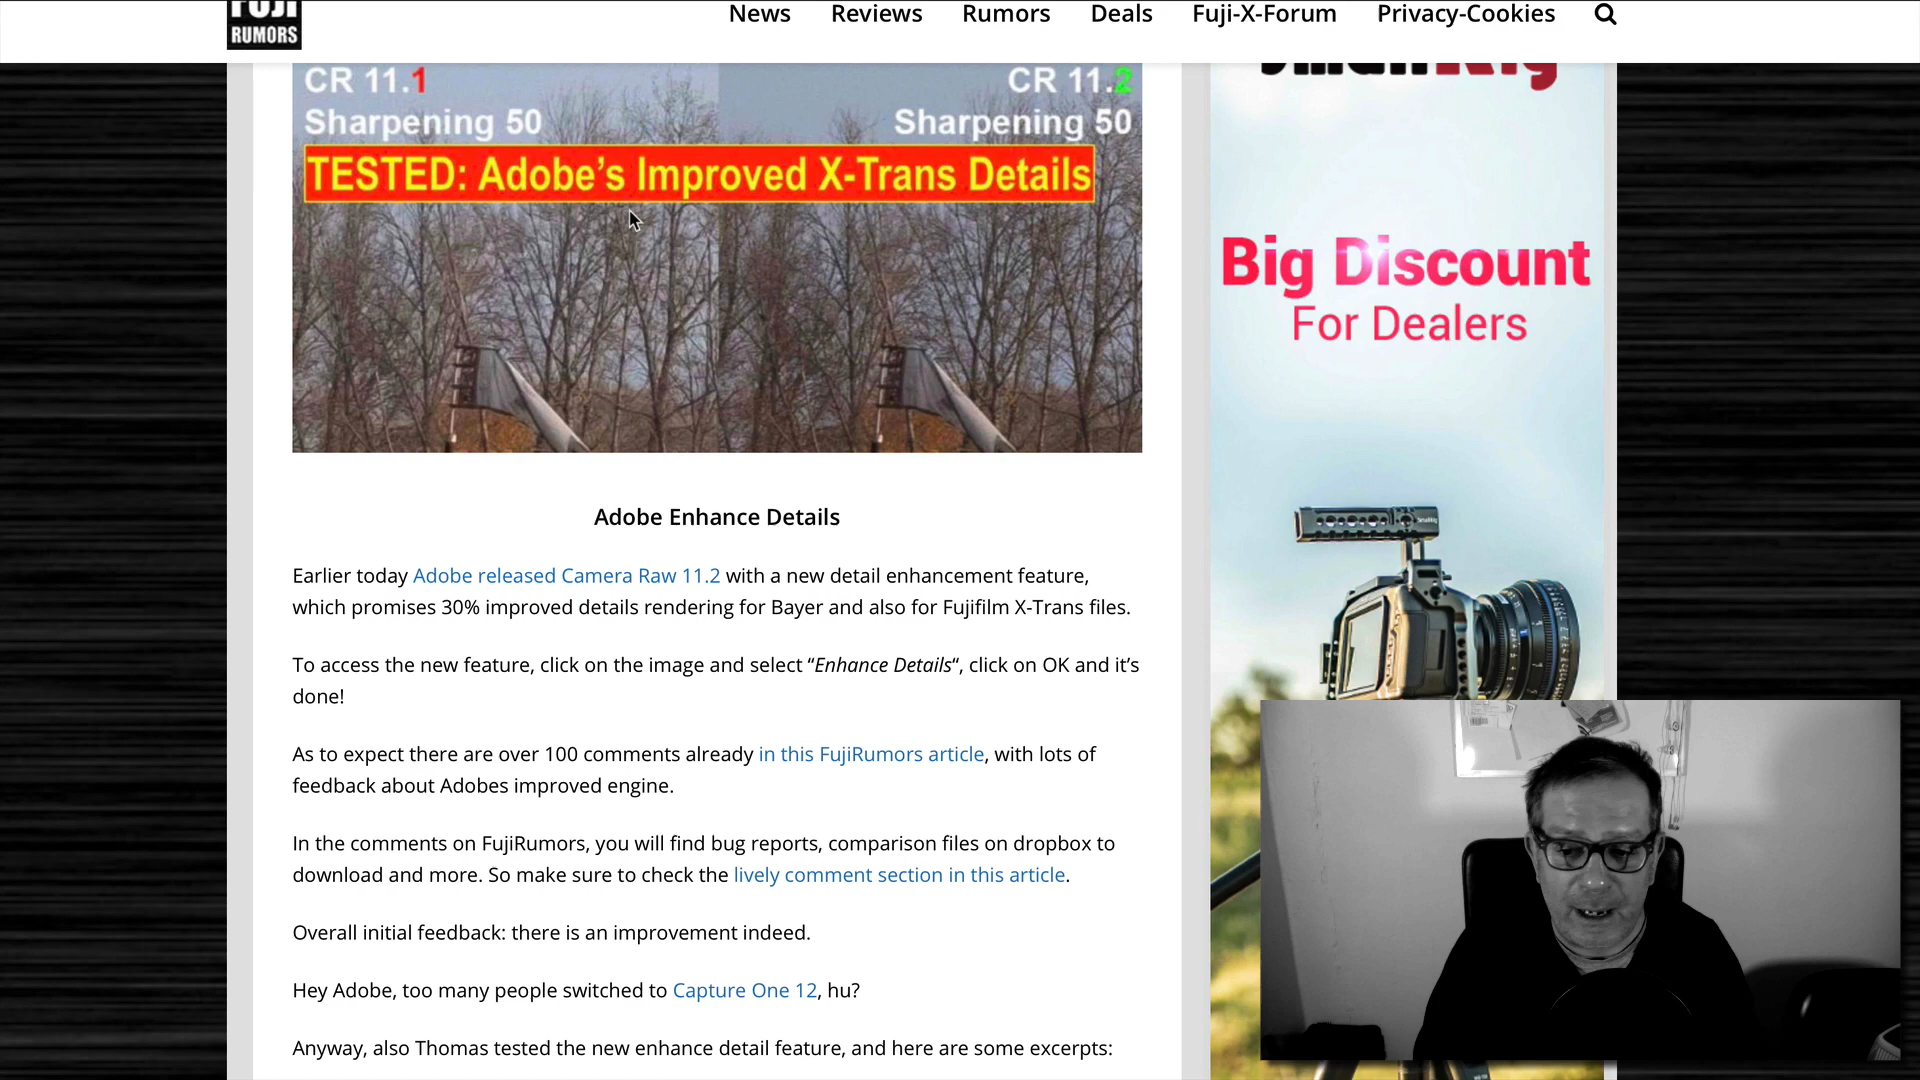 FUJI
RUMORS
News
Reviews
Rumors
Deals
Fuji-X-Forum
Privacy-Cookies
CR 11.1
CR 11.2
Sharpening 50
Sharpening 50
TESTED: Adobe’s Improved X-Trans Details
SmallRig
Big Discount
For Dealers
SmallRig
Adobe Enhance Details
Earlier today Adobe released Camera Raw 11.2 with a new detail enhancement feature,
which promises 30% improved details rendering for Bayer and also for Fujifilm X-Trans files.
To access the new feature, click on the image and select “Enhance Details“, click on OK and it’s
done!
As to expect there are over 100 comments already in this FujiRumors article, with lots of
feedback about Adobes improved engine.
In the comments on FujiRumors, you will find bug reports, comparison files on dropbox to
download and more. So make sure to check the lively comment section in this article.
Overall initial feedback: there is an improvement indeed.
Hey Adobe, too many people switched to Capture One 12, hu?
Anyway, also Thomas tested the new enhance detail feature, and here are some excerpts: